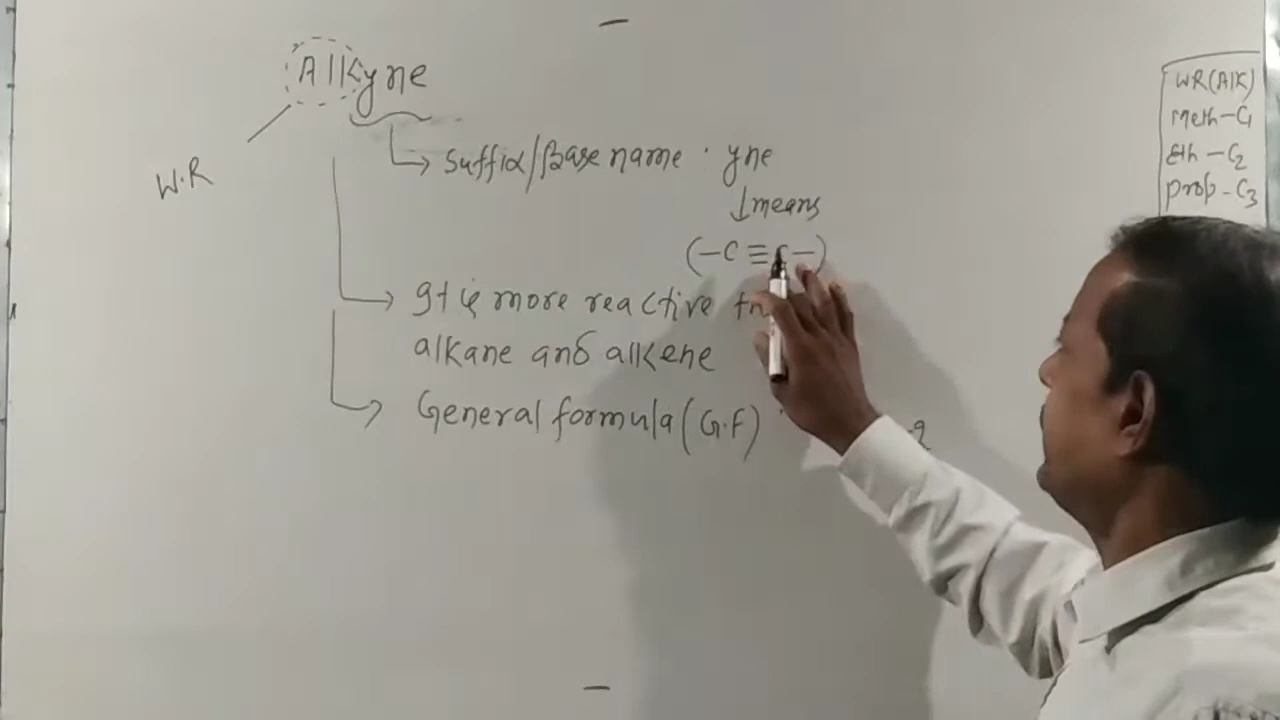 Alkyne
W.R
Suffix/Base name : yne
↓means
(-C≡C-)
It is more reactive
alkane and alkene
General formula (G.F) :
WR(Alk)
Meth-C1
Eth-C2
Prop-C3